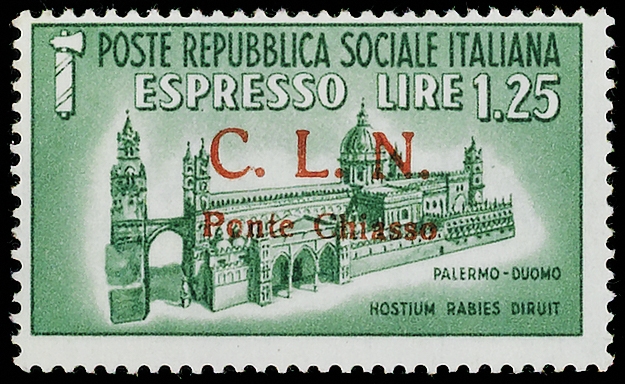 POSTE REPUBBLICA SOCIALE ITALIANA
ESPRESSO LIRE 1.25
C. L. N.
Ponte Chiasso
PALERMO-DUOMO
HOSTIUM RABIES DIRUIT